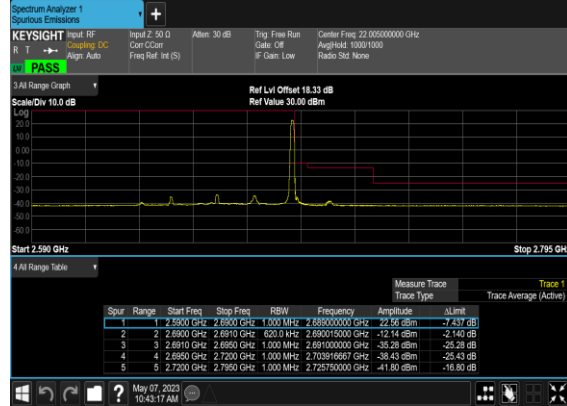 Spectrum Analyzer 1
Spurious Emissions
+
KEYSIGHT Input: RF Input Z: 50 Ω Atten: 30 dB Trig: Free Run Center Freq: 22.005000000 GHz
R T Coupling: DC Corr CCorr Gate: Off Avg|Hold: 1000/1000
Align: Auto Freq Ref: Int (S) IF Gain: Low Radio Std: None
LW PASS
3 All Range Graph
Ref Lvl Offset 18.33 dB
Scale/Div 10.0 dB Ref Value 30.00 dBm
Log
20.0
10.0
0.00
-10.0
-20.0
-30.0
-40.0
-50.0
-60.0
Start 2.590 GHz Stop 2.795 GHz
4 All Range Table
Measure Trace Trace 1
Trace Type Trace Average (Active)
Spur Range Start Freq Stop Freq RBW Frequency Amplitude ΔLimit
1 1 2.5900 GHz 2.6900 GHz 1.000 MHz 2.689000000 GHz 22.56 dBm -7.437 dB
2 2 2.6900 GHz 2.6910 GHz 620.0 kHz 2.690015000 GHz -12.14 dBm -2.140 dB
3 3 2.6910 GHz 2.6950 GHz 1.000 MHz 2.691000000 GHz -35.28 dBm -25.28 dB
4 4 2.6950 GHz 2.7200 GHz 1.000 MHz 2.703916667 GHz -38.43 dBm -25.43 dB
5 5 2.7200 GHz 2.7950 GHz 1.000 MHz 2.725750000 GHz -41.80 dBm -16.80 dB
? May 07, 2023
10:43:17 AM